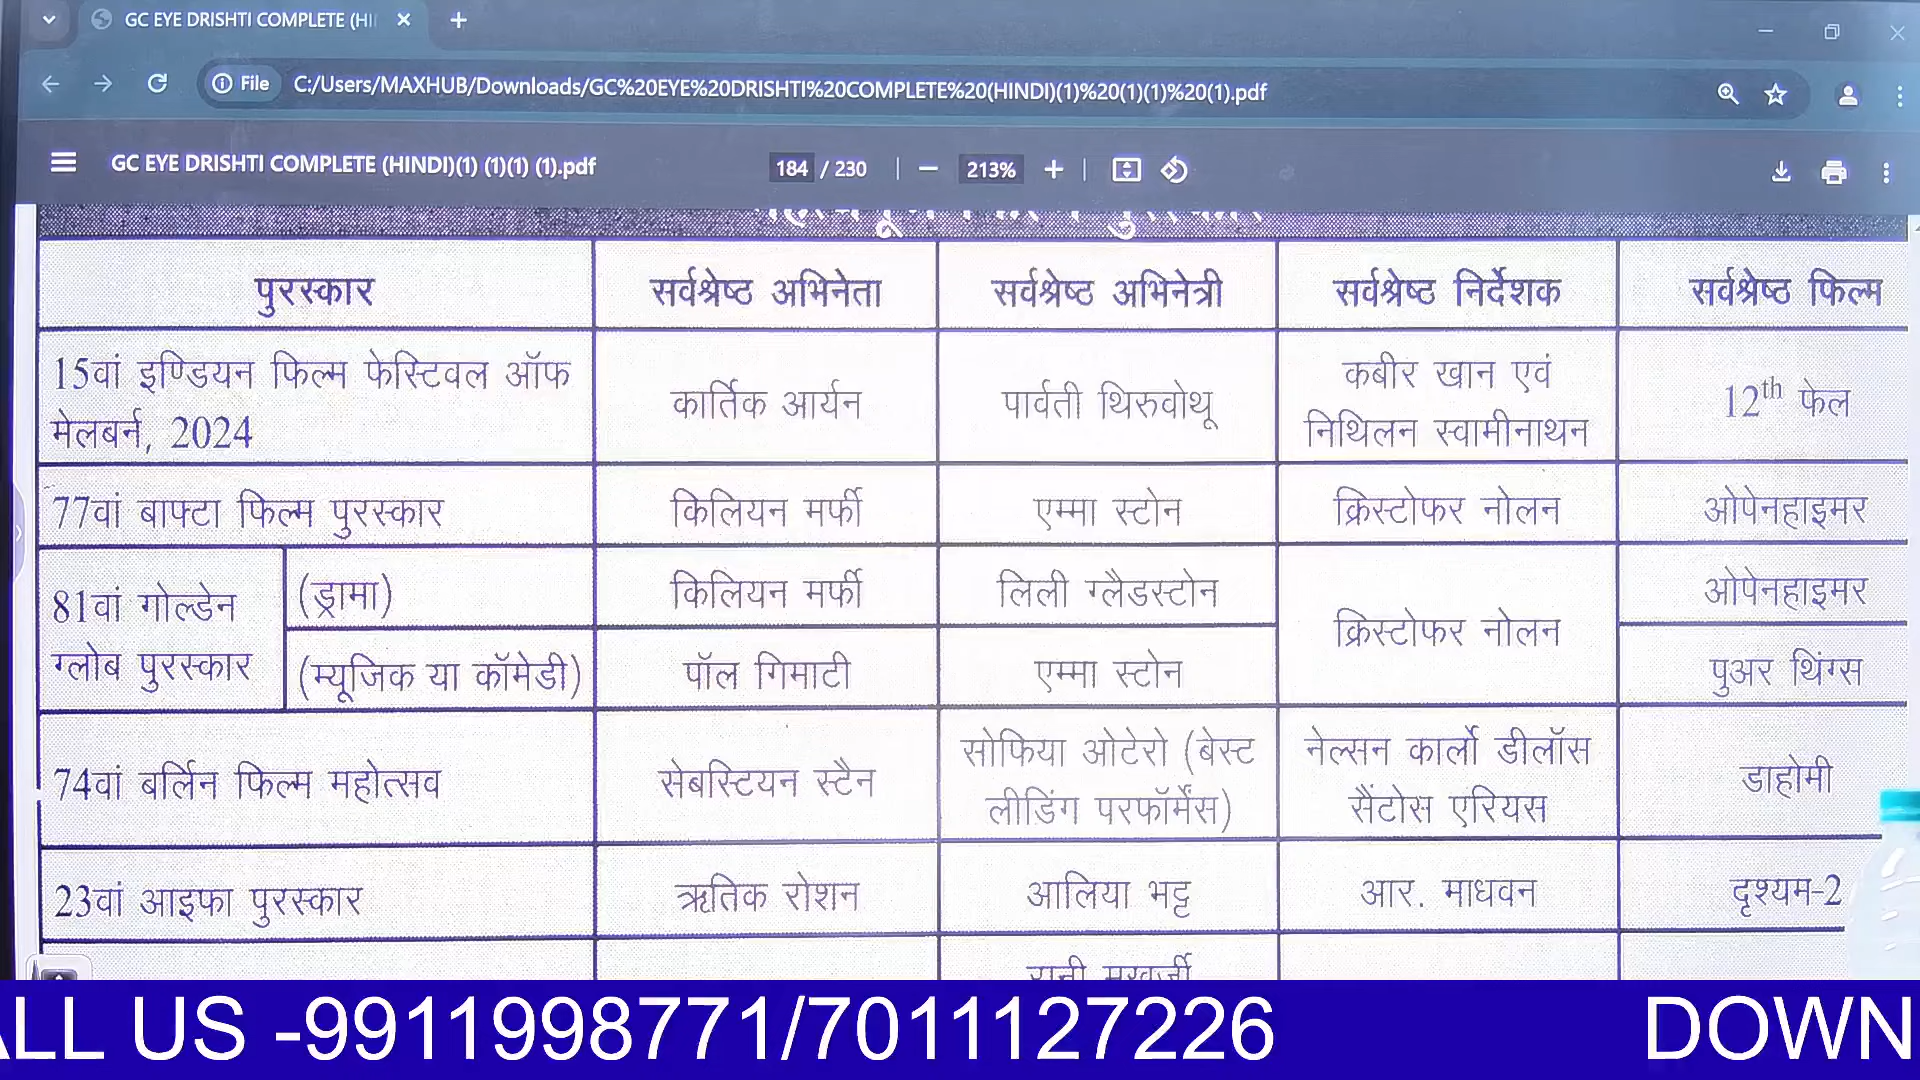 GC EYE DRISHTI COMPLETE (HI
File C:/Users/MAXHUB/Downloads/GC%20EYE%20DRISHTI%20COMPLETE%20(HINDI)(1)%20(1)(1)%20(1).pdf
GC EYE DRISHTI COMPLETE (HINDI)(1) (1)(1) (1).pdf 184 / 230 213%
पुरस्कार सर्वश्रेष्ठ अभिनेता सर्वश्रेष्ठ अभिनेत्री सर्वश्रेष्ठ निर्देशक सर्वश्रेष्ठ फिल्म
15वां इण्डियन फिल्म फेस्टिवल ऑफ
मेलबर्न, 2024
कार्तिक आर्यन
पार्वती थिरुवोथू
कबीर खान एवं
निथिलन स्वामीनाथन
12th फेल
77वां बाफ्टा फिल्म पुरस्कार किलियन मर्फी एम्मा स्टोन क्रिस्टोफर नोलन ओपेनहाइमर
81वां गोल्डेन
ग्लोब पुरस्कार
(ड्रामा) किलियन मर्फी लिली ग्लैडस्टोन
क्रिस्टोफर नोलन
ओपेनहाइमर
(म्यूजिक या कॉमेडी) पॉल गिमाटी एम्मा स्टोन
पुअर थिंग्स
74वां बर्लिन फिल्म महोत्सव
सेबस्टियन स्टैन
सोफिया ओटेरो (बेस्ट
लीडिंग परफॉर्मेंस)
नेल्सन कार्लो डीलॉस
सैंटोस एरियस
डाहोमी
23वां आइफा पुरस्कार ऋतिक रोशन आलिया भट्ट आर. माधवन दृश्यम-2
ALL US -9911998771/7011127226 DOWN